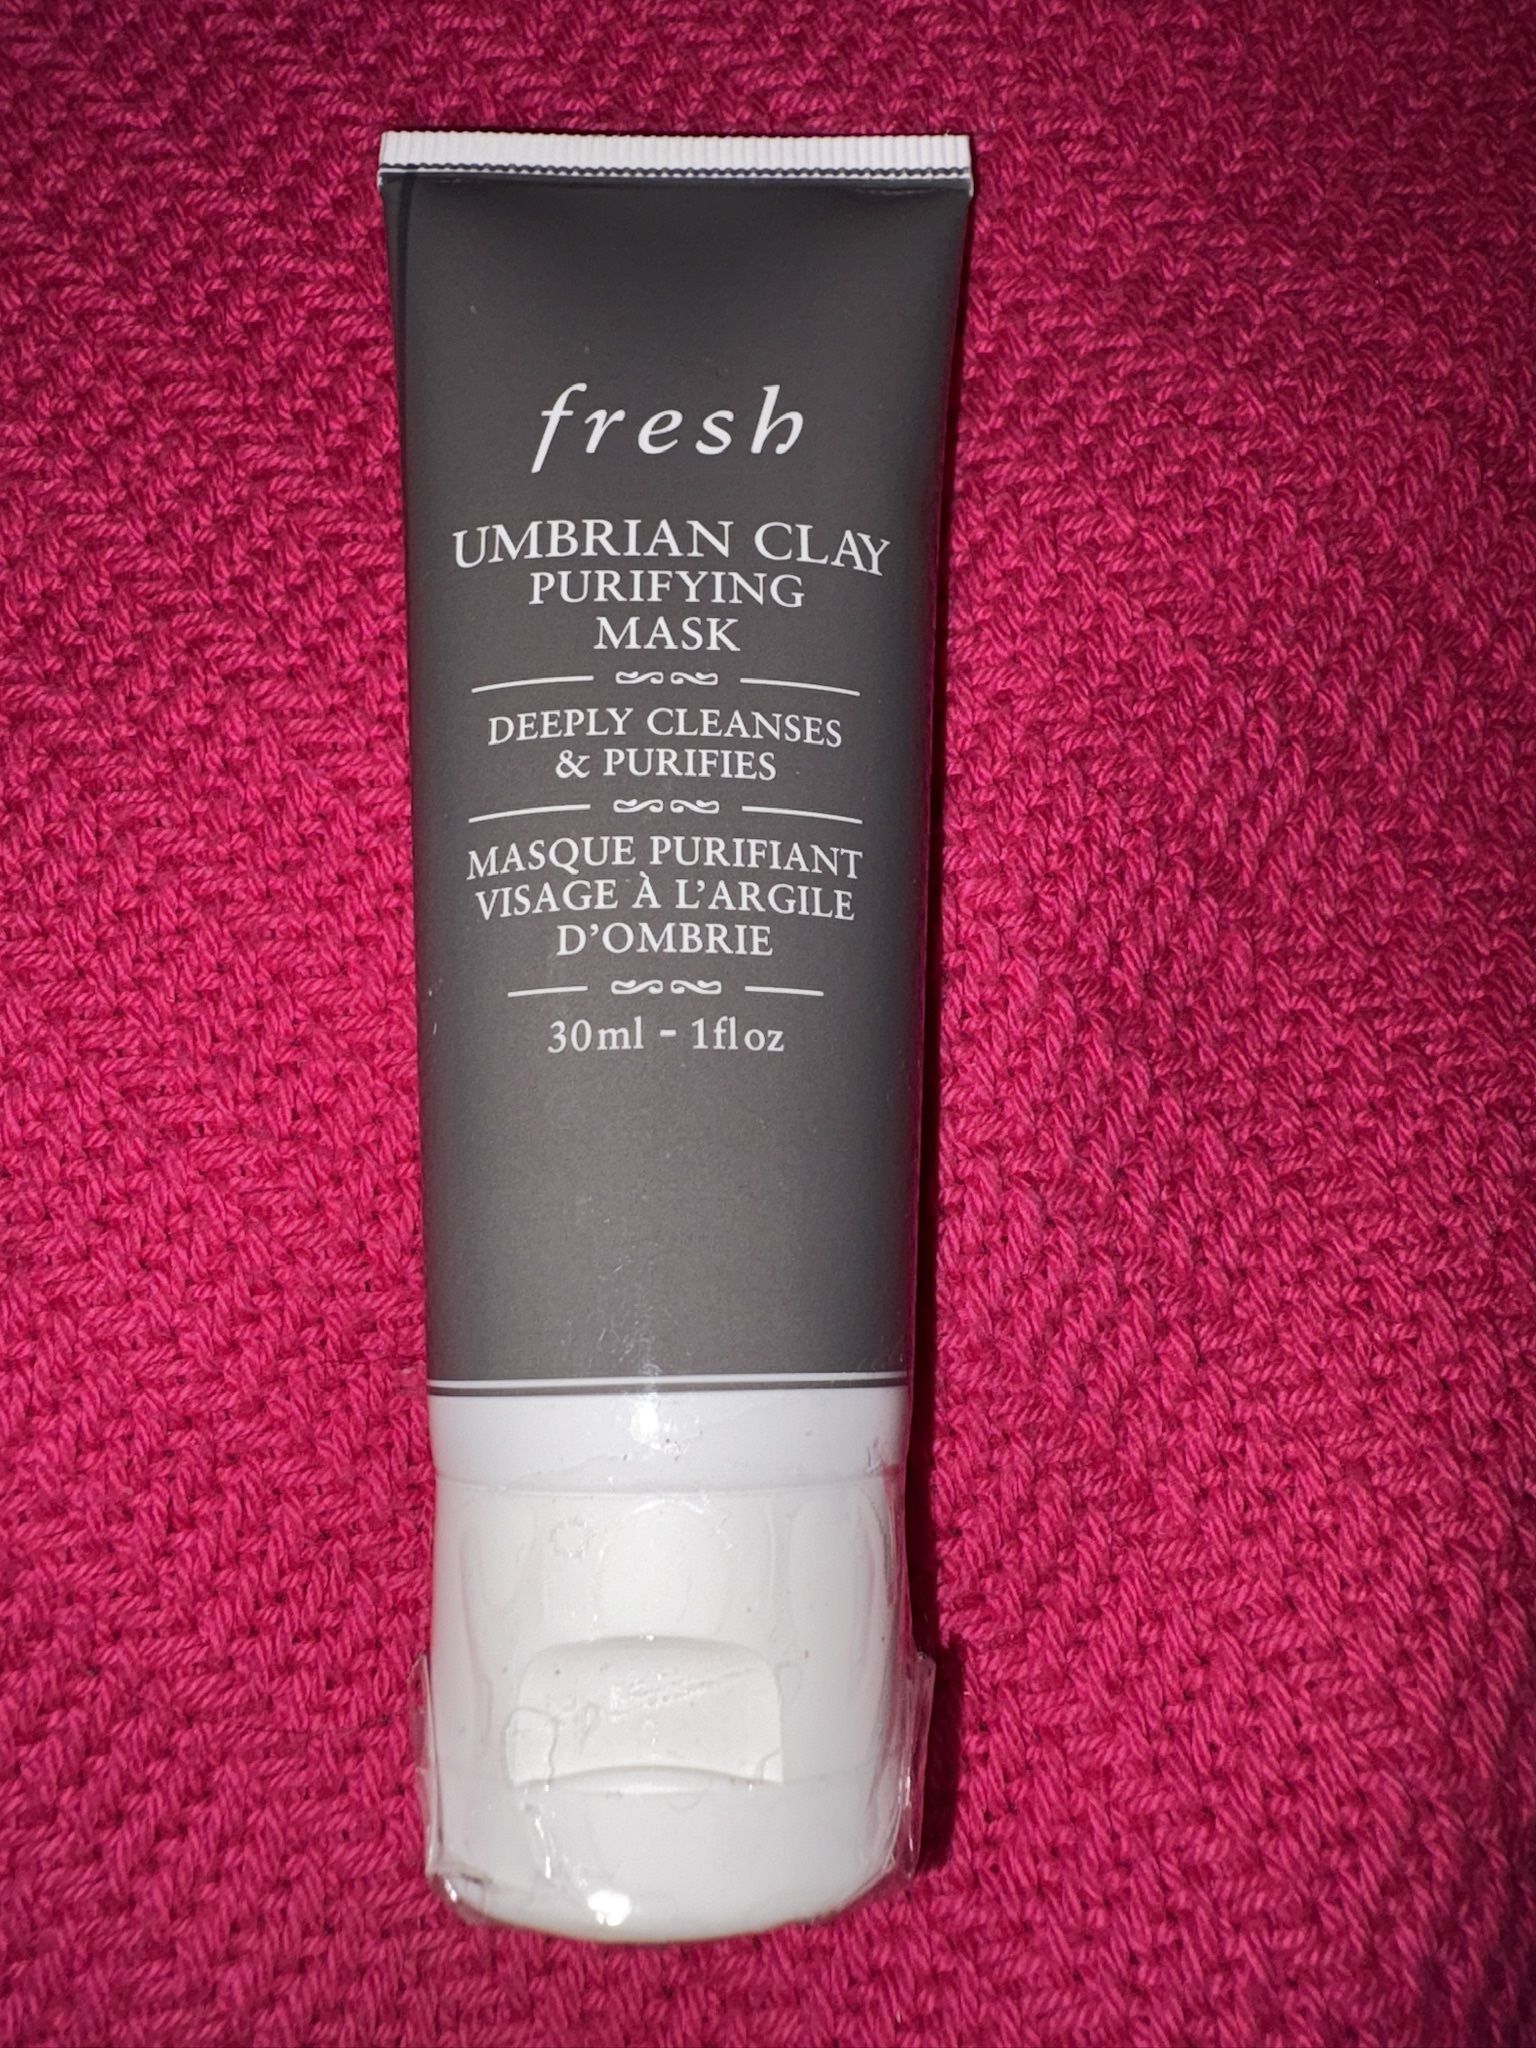 fresh
UMBRIAN CLAY
PURIFYING
MASK
DEEPLY CLEANSES
& PURIFIES
MASQUE PURIFIANT
VISAGE À L'ARGILE
D'OMBRIE
30ml - 1fl oz